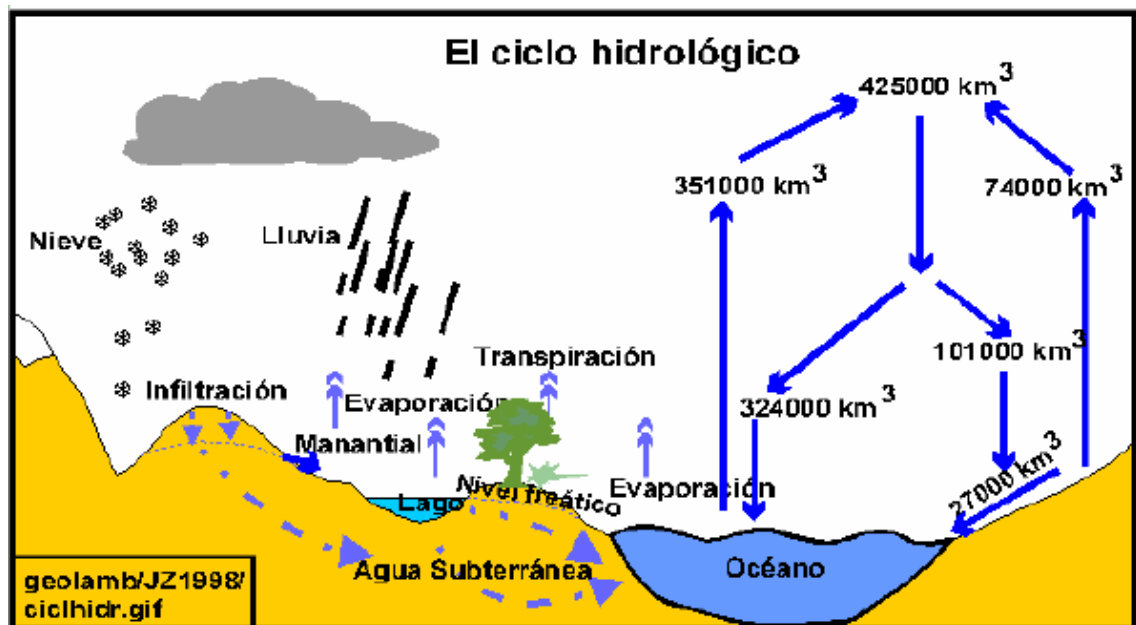 El ciclo hidrológico
425000 km³
351000 km³
74000 km³
Nieve
Lluvia
101000 km³
Transpiración
Infiltración
Evaporación
324000 km³
Manantial
27000 km³
Nivel freático
Evaporación
Lago
Agua Subterránea
Océano
geolamb/JZ1998/
ciclhidr.gif